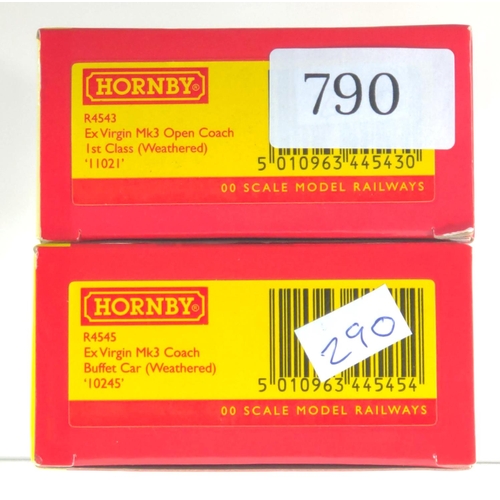 HORNBY®
790
R4543
Ex Virgin Mk3 Open Coach
1st Class (Weathered)
'11021'
5 010963 445430
00 SCALE MODEL RAILWAYS
HORNBY®
290
R4545
Ex Virgin Mk3 Coach
Buffet Car (Weathered)
'10245'
5 010963 445454
00 SCALE MODEL RAILWAYS